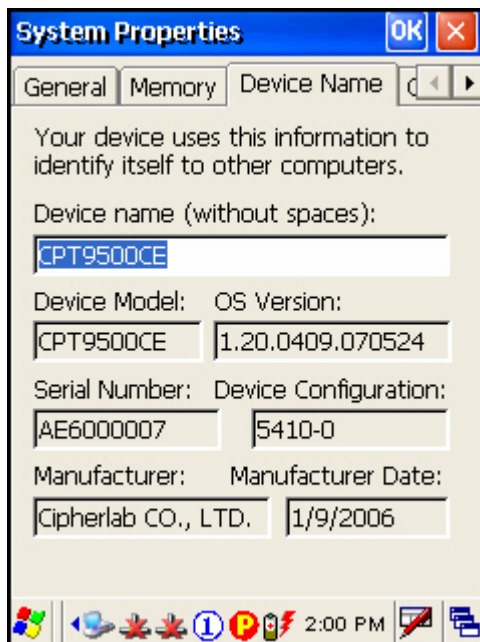 System Properties OK
General Memory Device Name
Your device uses this information to
identify itself to other computers.
Device name (without spaces):
CPT9500CE
Device Model: OS Version:
CPT9500CE 1.20.0409.070524
Serial Number: Device Configuration:
AE6000007 5410-0
Manufacturer: Manufacturer Date:
Cipherlab CO., LTD. 1/9/2006
1 P 2:00 PM